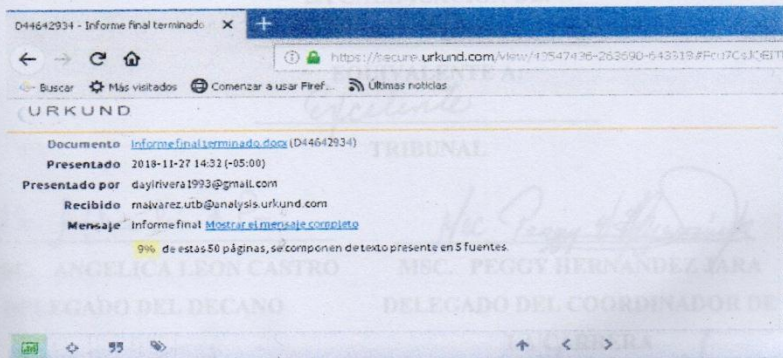 D44642934 - Informe final terminado
https://secure.urkund.com/view/
Buscar Más visitados Comenzar a usar Firef... Últimas noticias
EQUIVALENTE A:
Excelente
URKUND
TRIBUNAL
Documento Informe final terminado.docx (D44642934)
Presentado 2018-11-27 14:32 (-05:00)
Presentado por dayirivera1993@gmail.com
Recibido malvarez.utb@analysis.urkund.com
Mensaje Informe final Mostrar el mensaje completo
9% de estas 50 páginas, se componen de texto presente en 5 fuentes.
ANGELICA LEON CASTRO MSC. PEGGY HERNANDEZ JARA
DELEGADO DEL DECANO DELEGADO DEL COORDINADOR DE
LA CARRERA